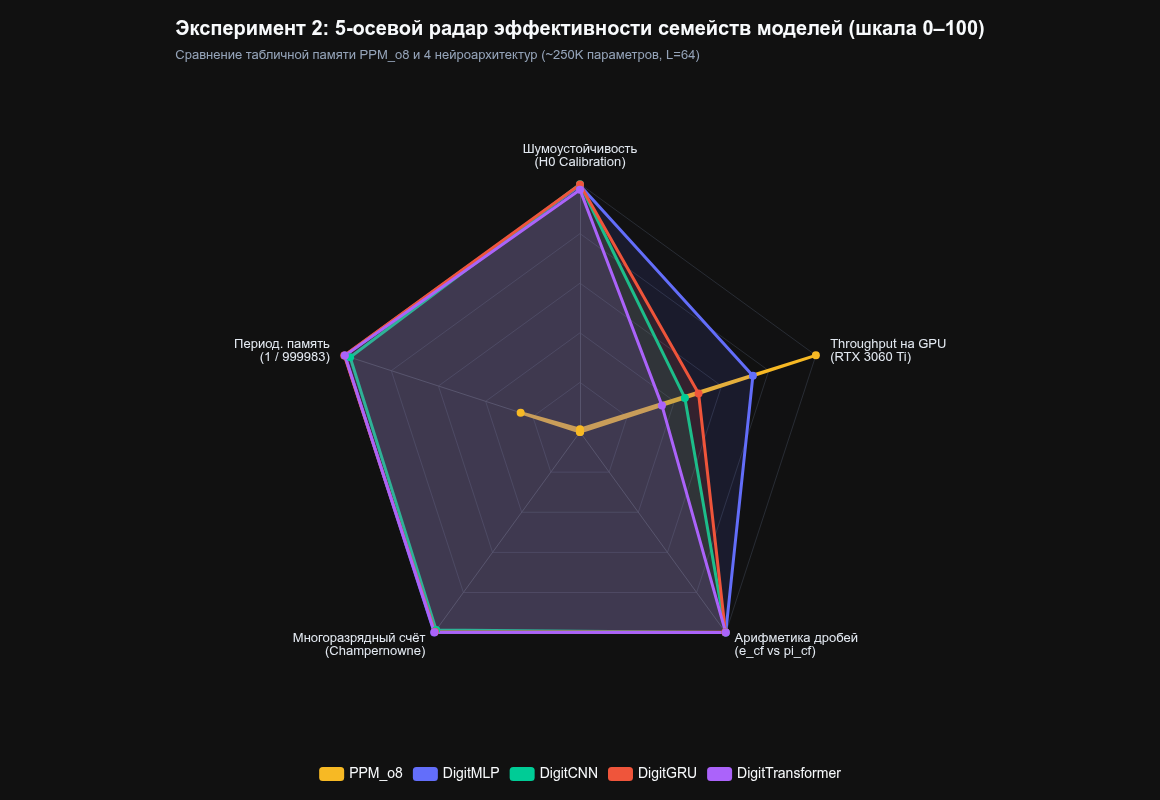 Эксперимент 2: 5-осевой радар эффективности семейств моделей (шкала 0–100)
Сравнение табличной памяти PPM_o8 и 4 нейроархитектур (~250K параметров, L=64)
Шумоустойчивость
(H0 Calibration)
Период. память
(1 / 999983)
Throughput на GPU
(RTX 3060 Ti)
Многоразрядный счёт
(Champernowne)
Арифметика дробей
(e_cf vs pi_cf)
PPM_o8
DigitMLP
DigitCNN
DigitGRU
DigitTransformer